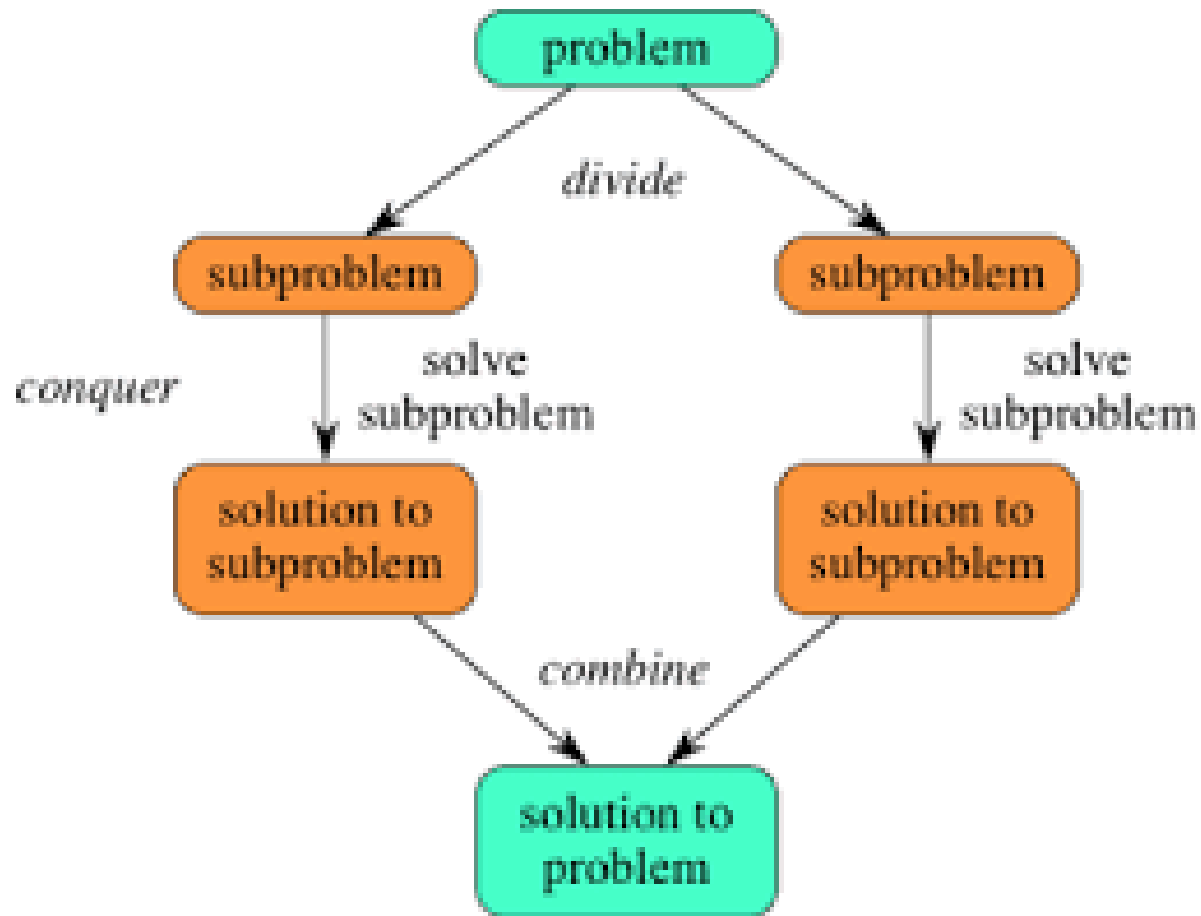 problem
divide
subproblem
subproblem
conquer
solve
subproblem
solve
subproblem
solution to
subproblem
solution to
subproblem
combine
solution to
problem